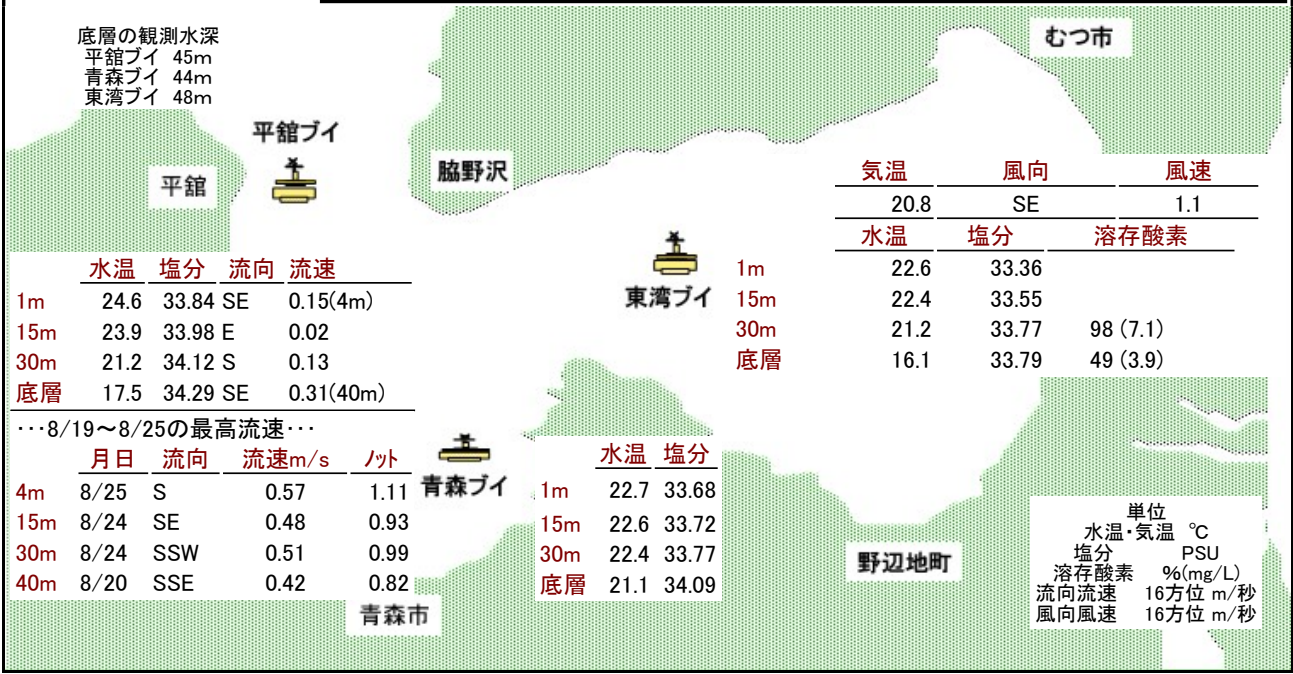 底層の観測水深
平舘ブイ 45m
青森ブイ 44m
東湾ブイ 48m
むつ市
平舘ブイ
平舘
脇野沢
気温 風向 風速
20.8 SE 1.1
水温 塩分 溶存酸素
1m 22.6 33.36
15m 22.4 33.55
30m 21.2 33.77 98 (7.1)
底層 16.1 33.79 49 (3.9)
東湾ブイ
水温 塩分 流向 流速
1m 24.6 33.84 SE 0.15(4m)
15m 23.9 33.98 E 0.02
30m 21.2 34.12 S 0.13
底層 17.5 34.29 SE 0.31(40m)
…8/19～8/25の最高流速…
月日 流向 流速m/s ノット
4m 8/25 S 0.57 1.11
15m 8/24 SE 0.48 0.93
30m 8/24 SSW 0.51 0.99
40m 8/20 SSE 0.42 0.82
青森ブイ
水温 塩分
1m 22.7 33.68
15m 22.6 33.72
30m 22.4 33.77
底層 21.1 34.09
青森市
野辺地町
単位
水温・気温 ℃
塩分 PSU
溶存酸素 %(mg/L)
流向流速 16方位 m/秒
風向風速 16方位 m/秒